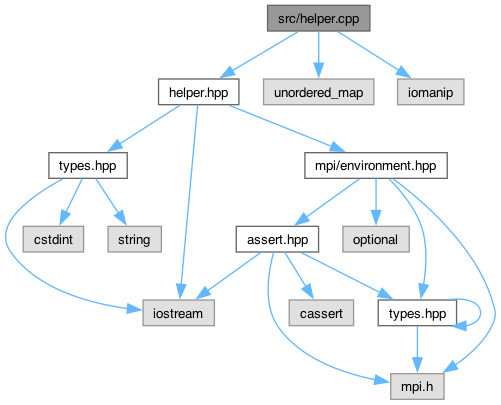 src/helper.cpp
helper.hpp
unordered_map
iomanip
types.hpp
mpi/environment.hpp
cstdint
string
assert.hpp
optional
iostream
cassert
types.hpp
mpi.h